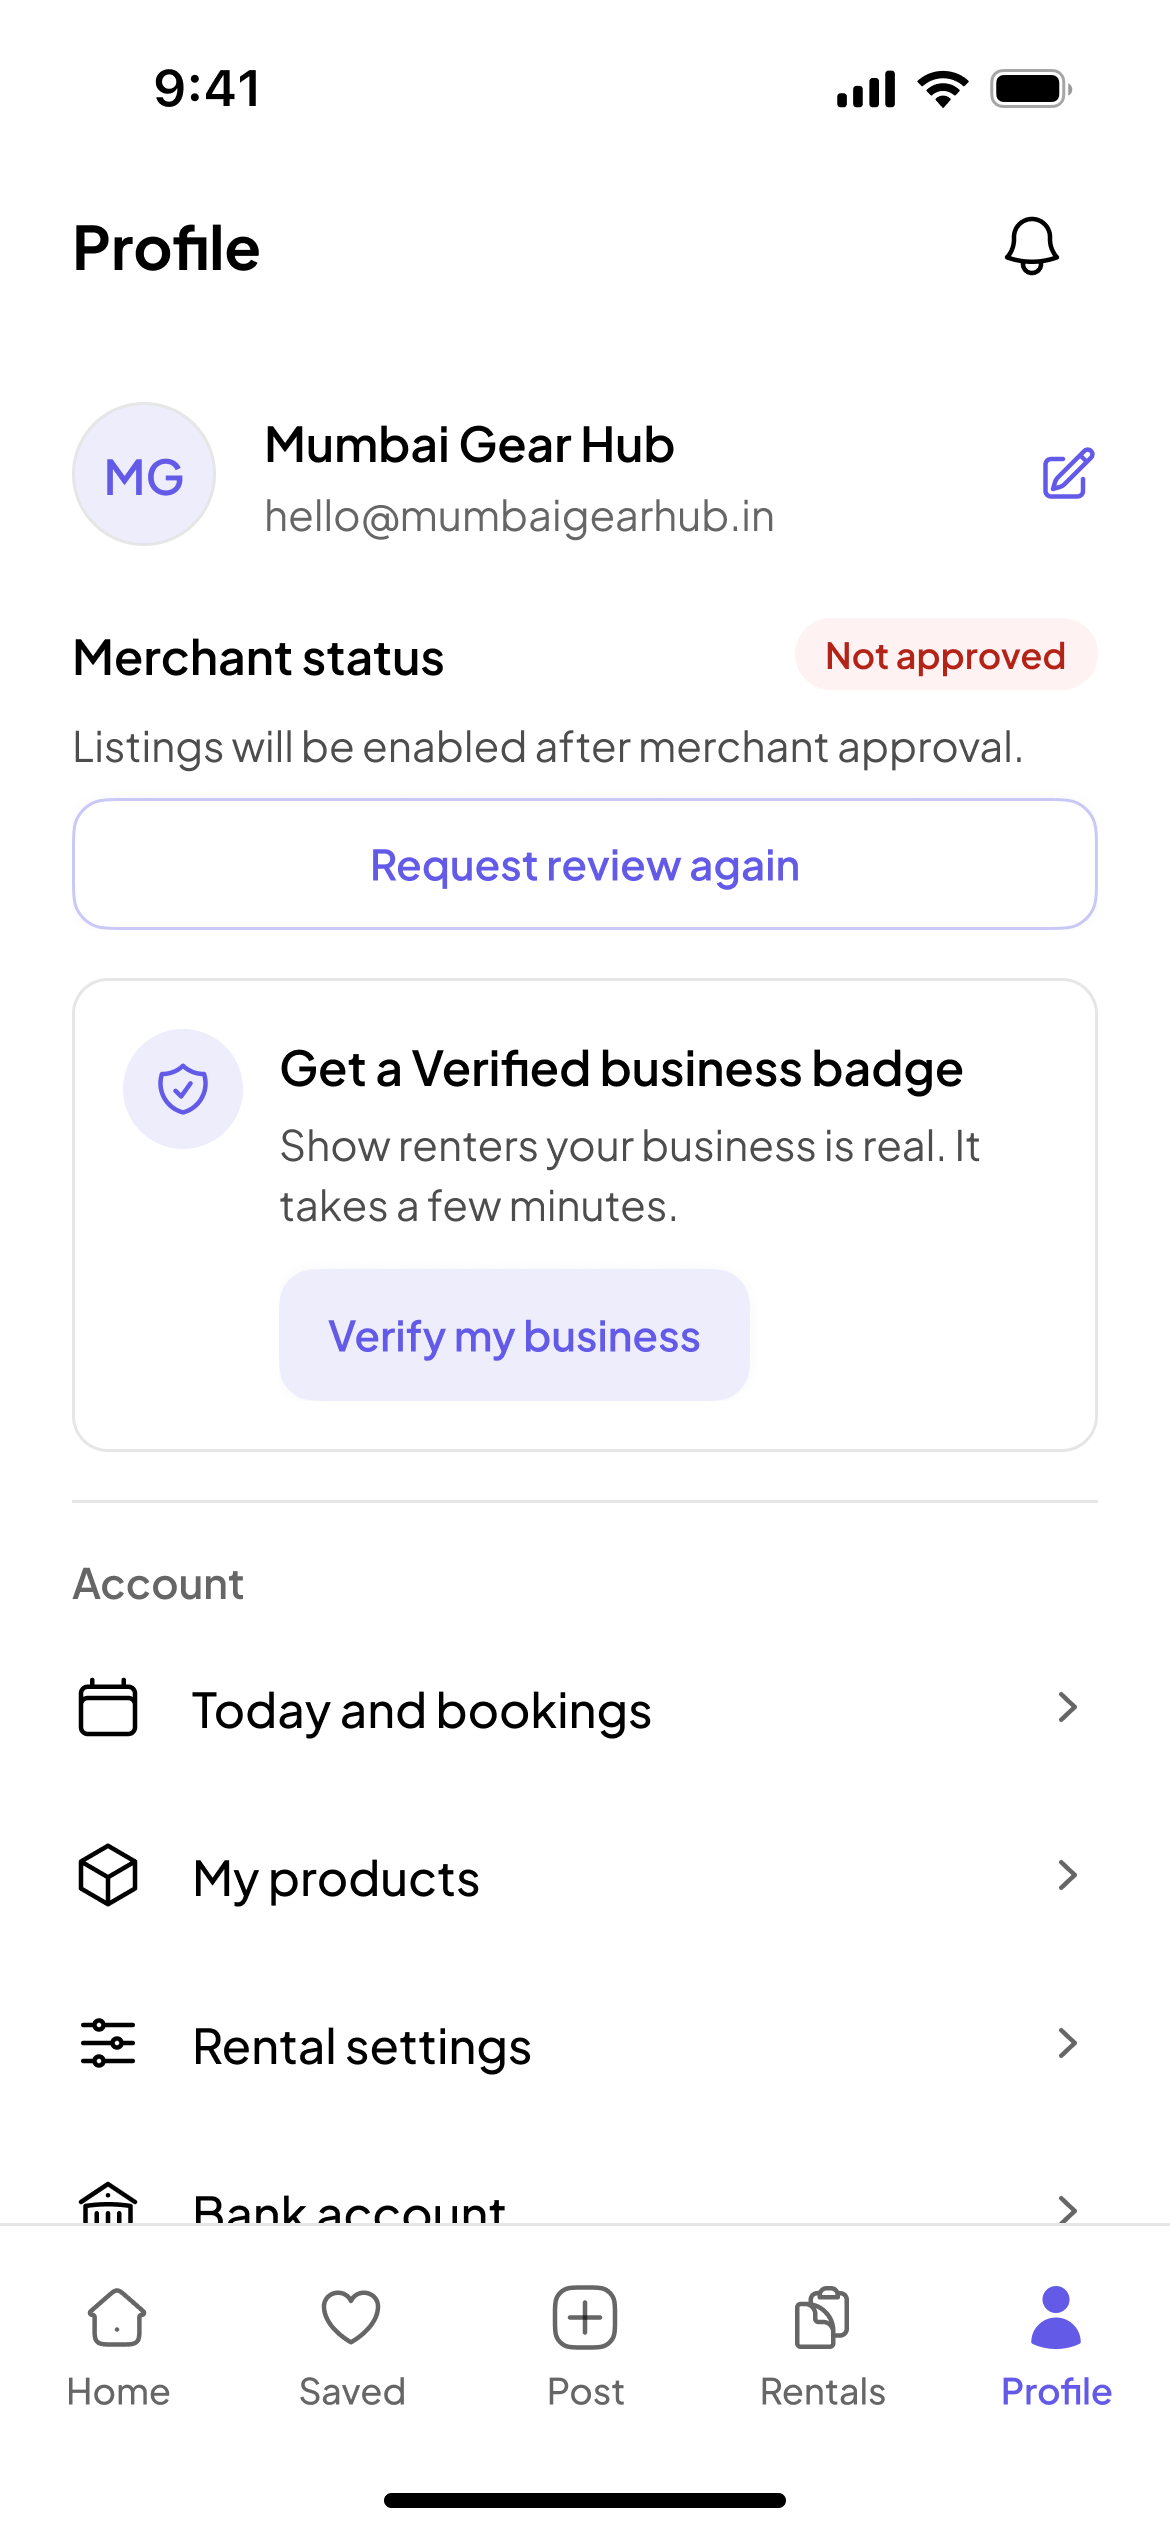 9:41
Profile
MG
Mumbai Gear Hub
hello@mumbaigearhub.in
Merchant status
Not approved
Listings will be enabled after merchant approval.
Request review again
Get a Verified business badge
Show renters your business is real. It
takes a few minutes.
Verify my business
Account
Today and bookings
My products
Rental settings
Bank account
Home
Saved
Post
Rentals
Profile